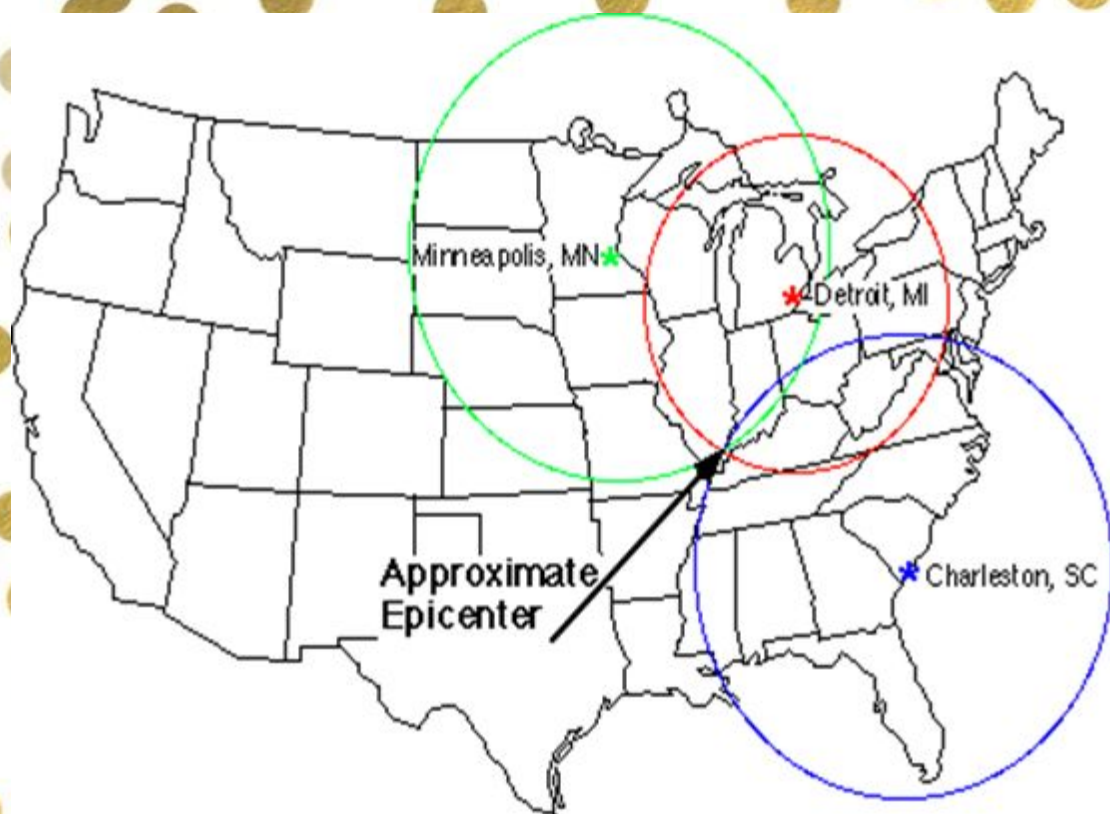 Minneapolis, MN
Detroit, MI
Approximate
Epicenter
Charleston, SC